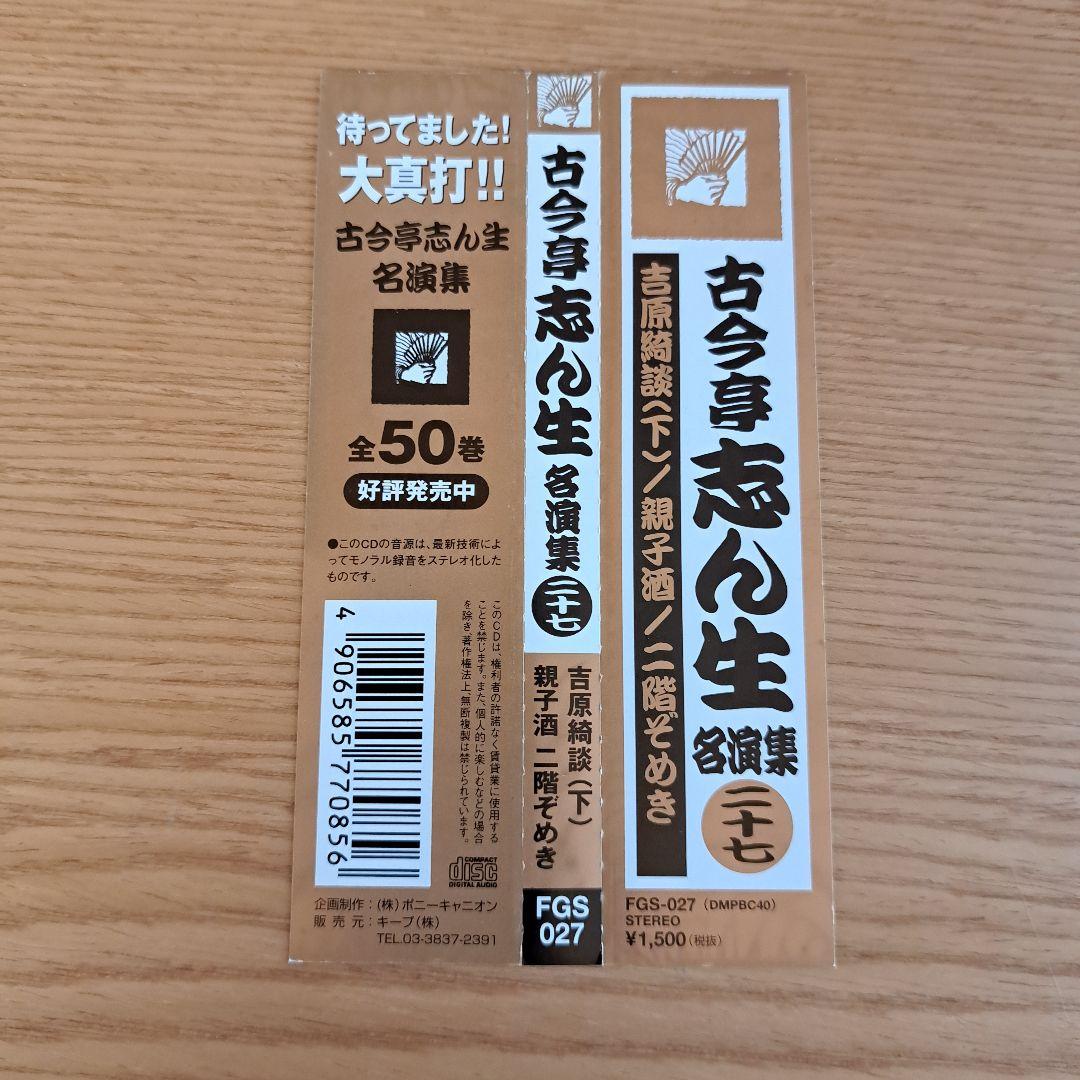 待ってました!
大真打!!
古今亭志ん生
名演集
全50巻
好評発売中
●このCDの音源は、最新技術によ
ってモノラル録音をステレオ化した
ものです。
このCDは、権利者の許諾なく賃貸業に使用する
ことを禁じます。また、個人的に楽しむなどの場合
を除き、著作権法上、無断複製は禁じられています。
4 906585 770856
COMPACT
disc
DIGITAL AUDIO
企画制作:(株)ポニーキャニオン
販売元:キープ(株)
TEL.03-3837-2391
古今亭志ん生名演集二十七
吉原綺談(下)
親子酒 二階ぞめき
FGS
027
古今亭志ん生名演集二十七
吉原綺談(下)/親子酒/二階ぞめき
FGS-027(DMPBC40)
STEREO
¥1,500(税抜)